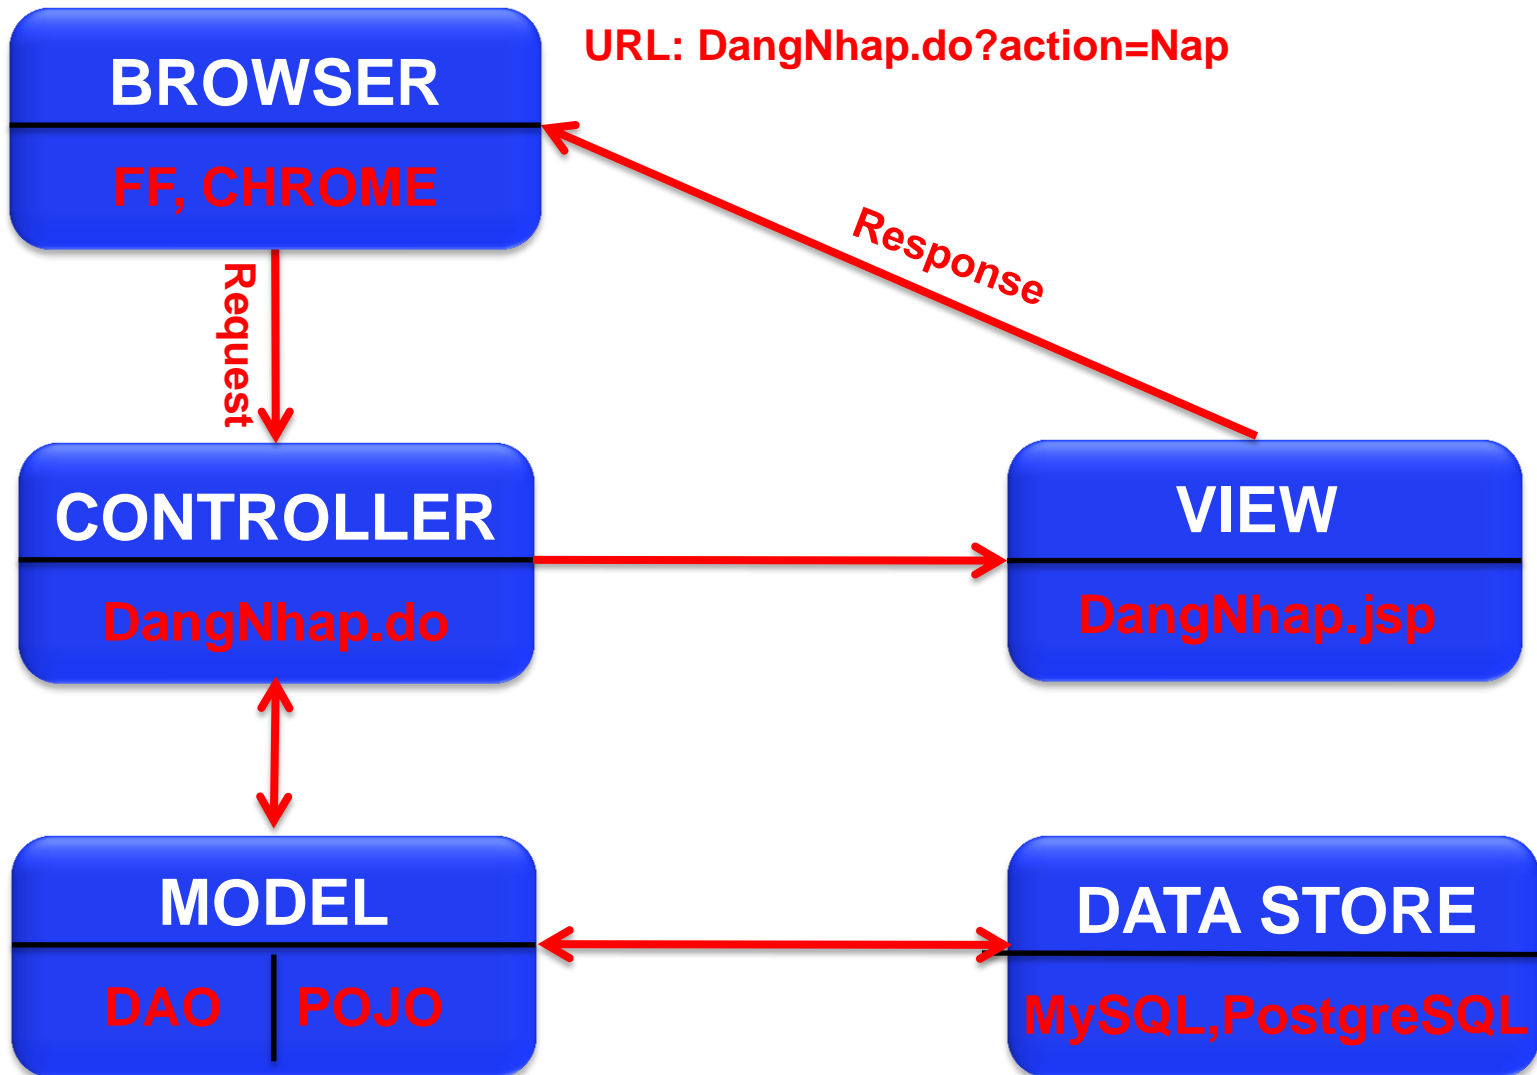 URL: DangNhap.do?action=Nap
BROWSER
FF, CHROME
Response
Request
CONTROLLER
DangNhap.do
VIEW
DangNhap.jsp
MODEL
DAO
POJO
DATA STORE
MySQL,PostgreSQL